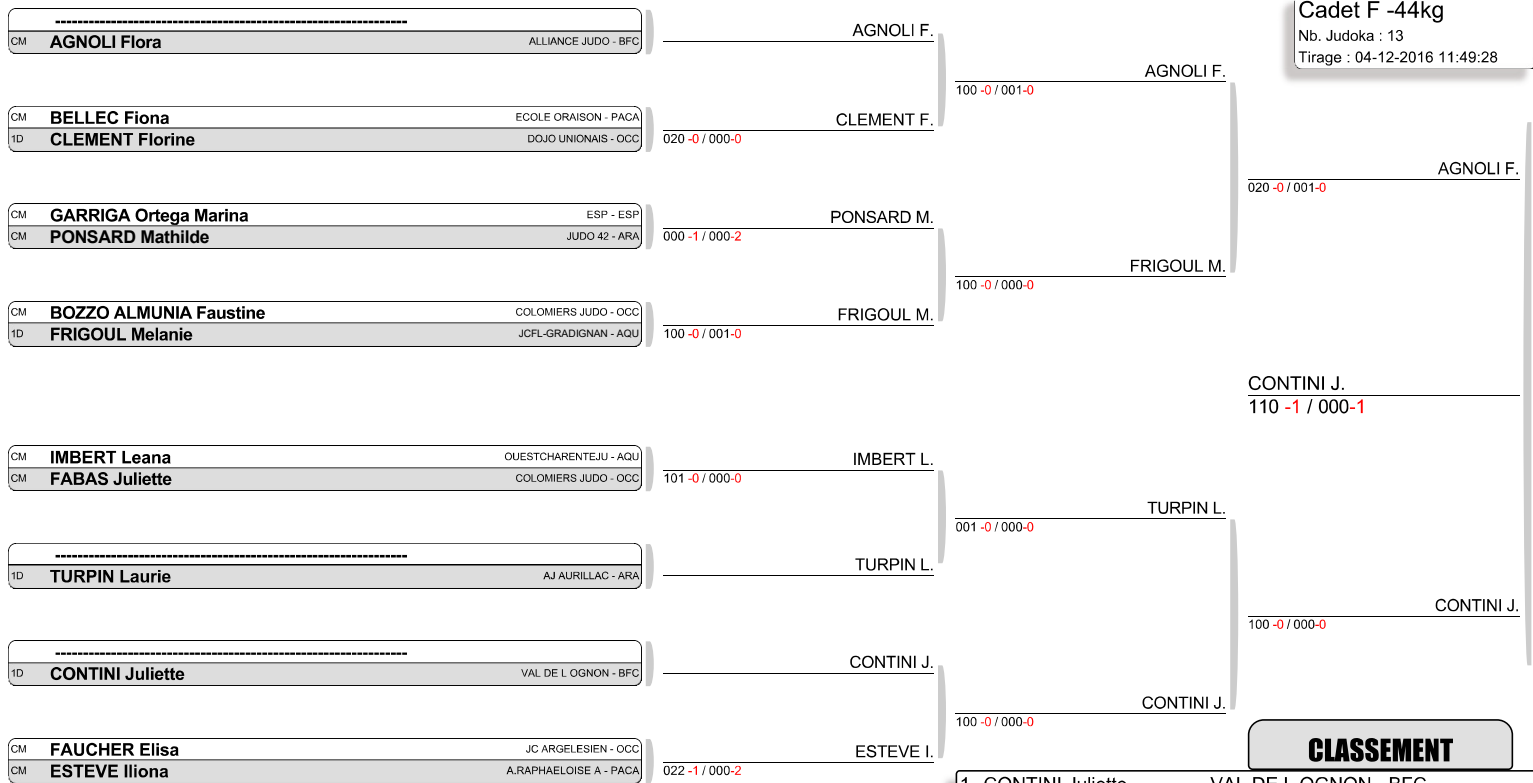 Cadet F -44kg
Nb. Judoka : 13
Tirage : 04-12-2016 11:49:28
----------------------------------------------------------------
CM AGNOLI Flora ALLIANCE JUDO - BFC
CM BELLEC Fiona ECOLE ORAISON - PACA
1D CLEMENT Florine DOJO UNIONAIS - OCC
CM GARRIGA Ortega Marina ESP - ESP
CM PONSARD Mathilde JUDO 42 - ARA
CM BOZZO ALMUNIA Faustine COLOMIERS JUDO - OCC
1D FRIGOUL Melanie JCFL-GRADIGNAN - AQU
CM IMBERT Leana OUESTCHARENTEJU - AQU
CM FABAS Juliette COLOMIERS JUDO - OCC
----------------------------------------------------------------
1D TURPIN Laurie AJ AURILLAC - ARA
----------------------------------------------------------------
1D CONTINI Juliette VAL DE L OGNON - BFC
CM FAUCHER Elisa JC ARGELESIEN - OCC
CM ESTEVE Iliona A.RAPHAELOISE A - PACA
AGNOLI F.
CLEMENT F.
020 -0 / 000-0
PONSARD M.
000 -1 / 000-2
FRIGOUL M.
100 -0 / 001-0
IMBERT L.
101 -0 / 000-0
TURPIN L.
CONTINI J.
ESTEVE I.
022 -1 / 000-2
AGNOLI F.
100 -0 / 001-0
FRIGOUL M.
100 -0 / 000-0
TURPIN L.
001 -0 / 000-0
CONTINI J.
100 -0 / 000-0
AGNOLI F.
020 -0 / 001-0
CONTINI J.
110 -1 / 000-1
CONTINI J.
100 -0 / 000-0
CLASSEMENT
1 CONTINI Juliette VAL DE L OGNON - BFC